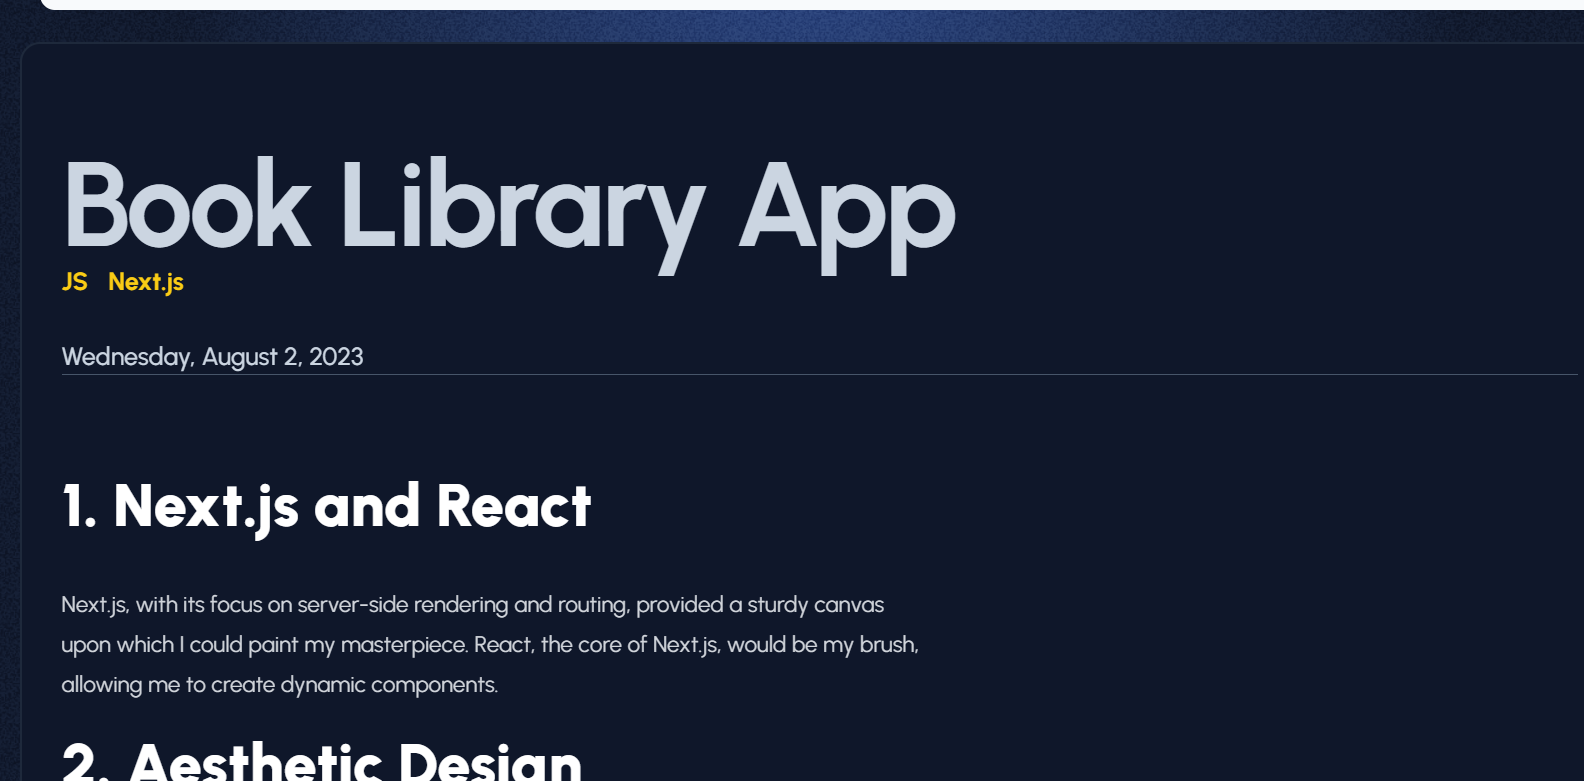 Book Library App
JS Next.js
Wednesday, August 2, 2023
1. Next.js and React
Next.js, with its focus on server-side rendering and routing, provided a sturdy canvas
upon which I could paint my masterpiece. React, the core of Next.js, would be my brush,
allowing me to create dynamic components.
2. Aesthetic Design